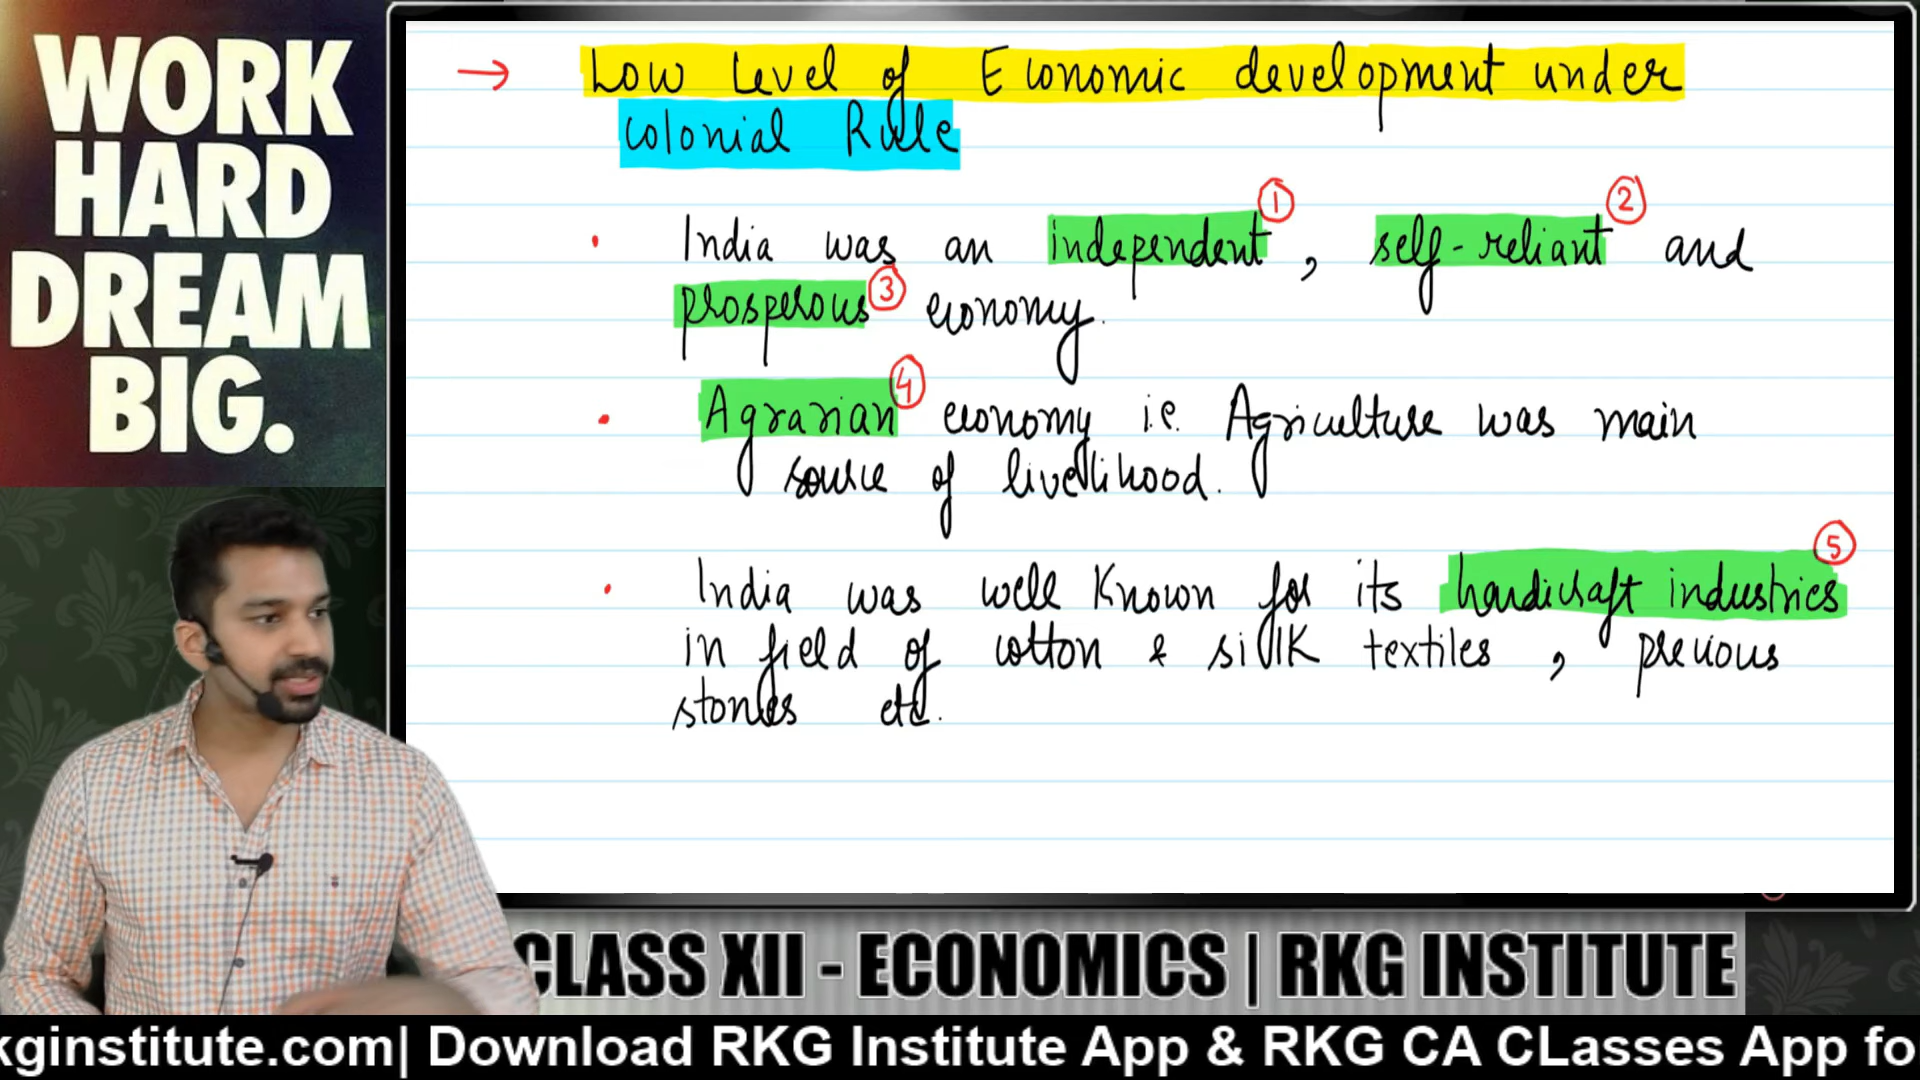 WORK
HARD
DREAM
BIG.
→ Low Level of Economic development under
colonial Rule
• India was an independent ①, self-reliant ② and
prosperous ③ economy.
• Agrarian ④ economy i.e. Agriculture was main
source of livelihood.
• India was well Known for its handicraft industries ⑤
in field of cotton & silk textiles, precious
stones etc.
CLASS XII - ECONOMICS | RKG INSTITUTE
kginstitute.com| Download RKG Institute App & RKG CA CLasses App fo